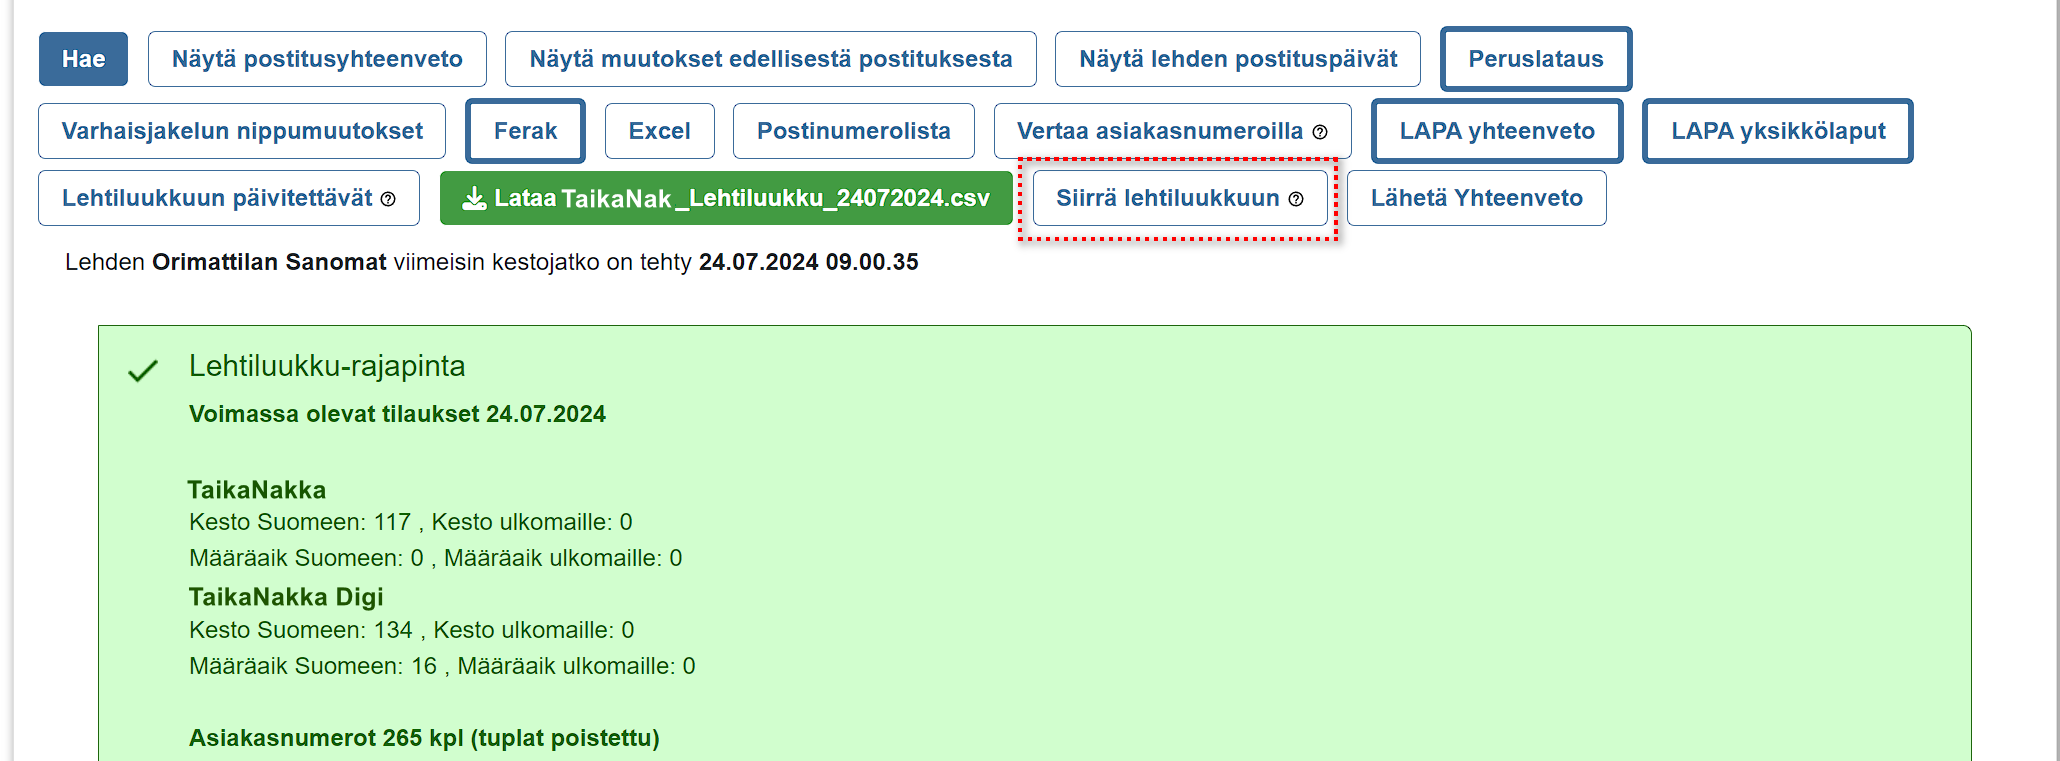 Hae Näytä postitusyhteenveto Näytä muutokset edellisestä postituksesta Näytä lehden postituspäivät Peruslataus
Varhaisjakelun nippumuutokset Ferak Excel Postinumerolista Vertaa asiakasnumeroilla ? LAPA yhteenveto LAPA yksikkölaput
Lehtiluukkuun päivitettävät ? Lataa TaikaNak_Lehtiluukku_24072024.csv Siirrä lehtiluukkuun ? Lähetä Yhteenveto
Lehden Orimattilan Sanomat viimeisin kestojatko on tehty 24.07.2024 09.00.35
Lehtiluukku-rajapinta
Voimassa olevat tilaukset 24.07.2024
TaikaNakka
Kesto Suomeen: 117 , Kesto ulkomaille: 0
Määräaik Suomeen: 0 , Määräaik ulkomaille: 0
TaikaNakka Digi
Kesto Suomeen: 134 , Kesto ulkomaille: 0
Määräaik Suomeen: 16 , Määräaik ulkomaille: 0
Asiakasnumerot 265 kpl (tuplat poistettu)